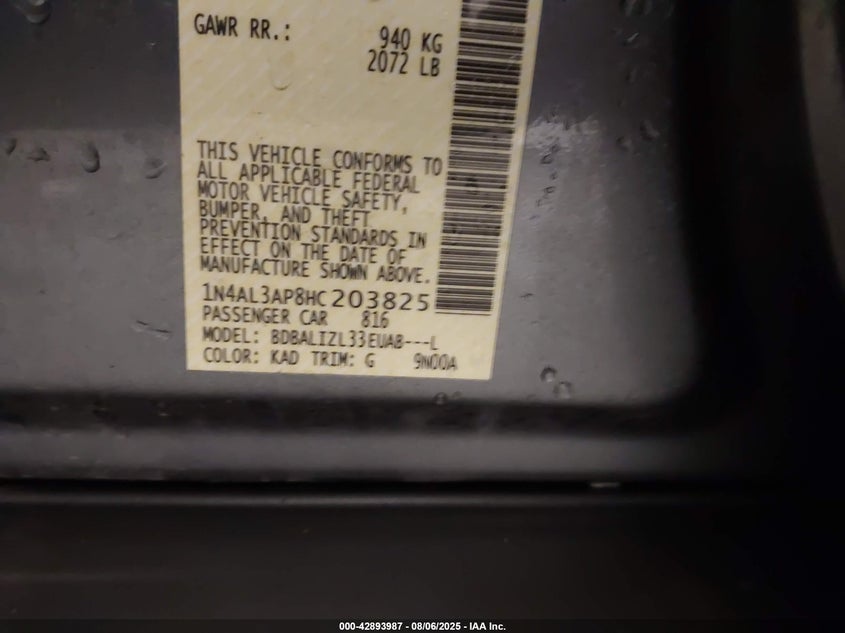 GAWR RR.: 940 KG
2072 LB
THIS VEHICLE CONFORMS TO
ALL APPLICABLE FEDERAL
MOTOR VEHICLE SAFETY,
BUMPER, AND THEFT
PREVENTION STANDARDS IN
EFFECT ON THE DATE OF
MANUFACTURE SHOWN ABOVE.
1N4AL3AP8HC203825
PASSENGER CAR 816
MODEL: BDBALIZL33EUAB---L
COLOR: KAD TRIM: G 9N00A
000-42893987 - 08/06/2025 - IAA Inc.